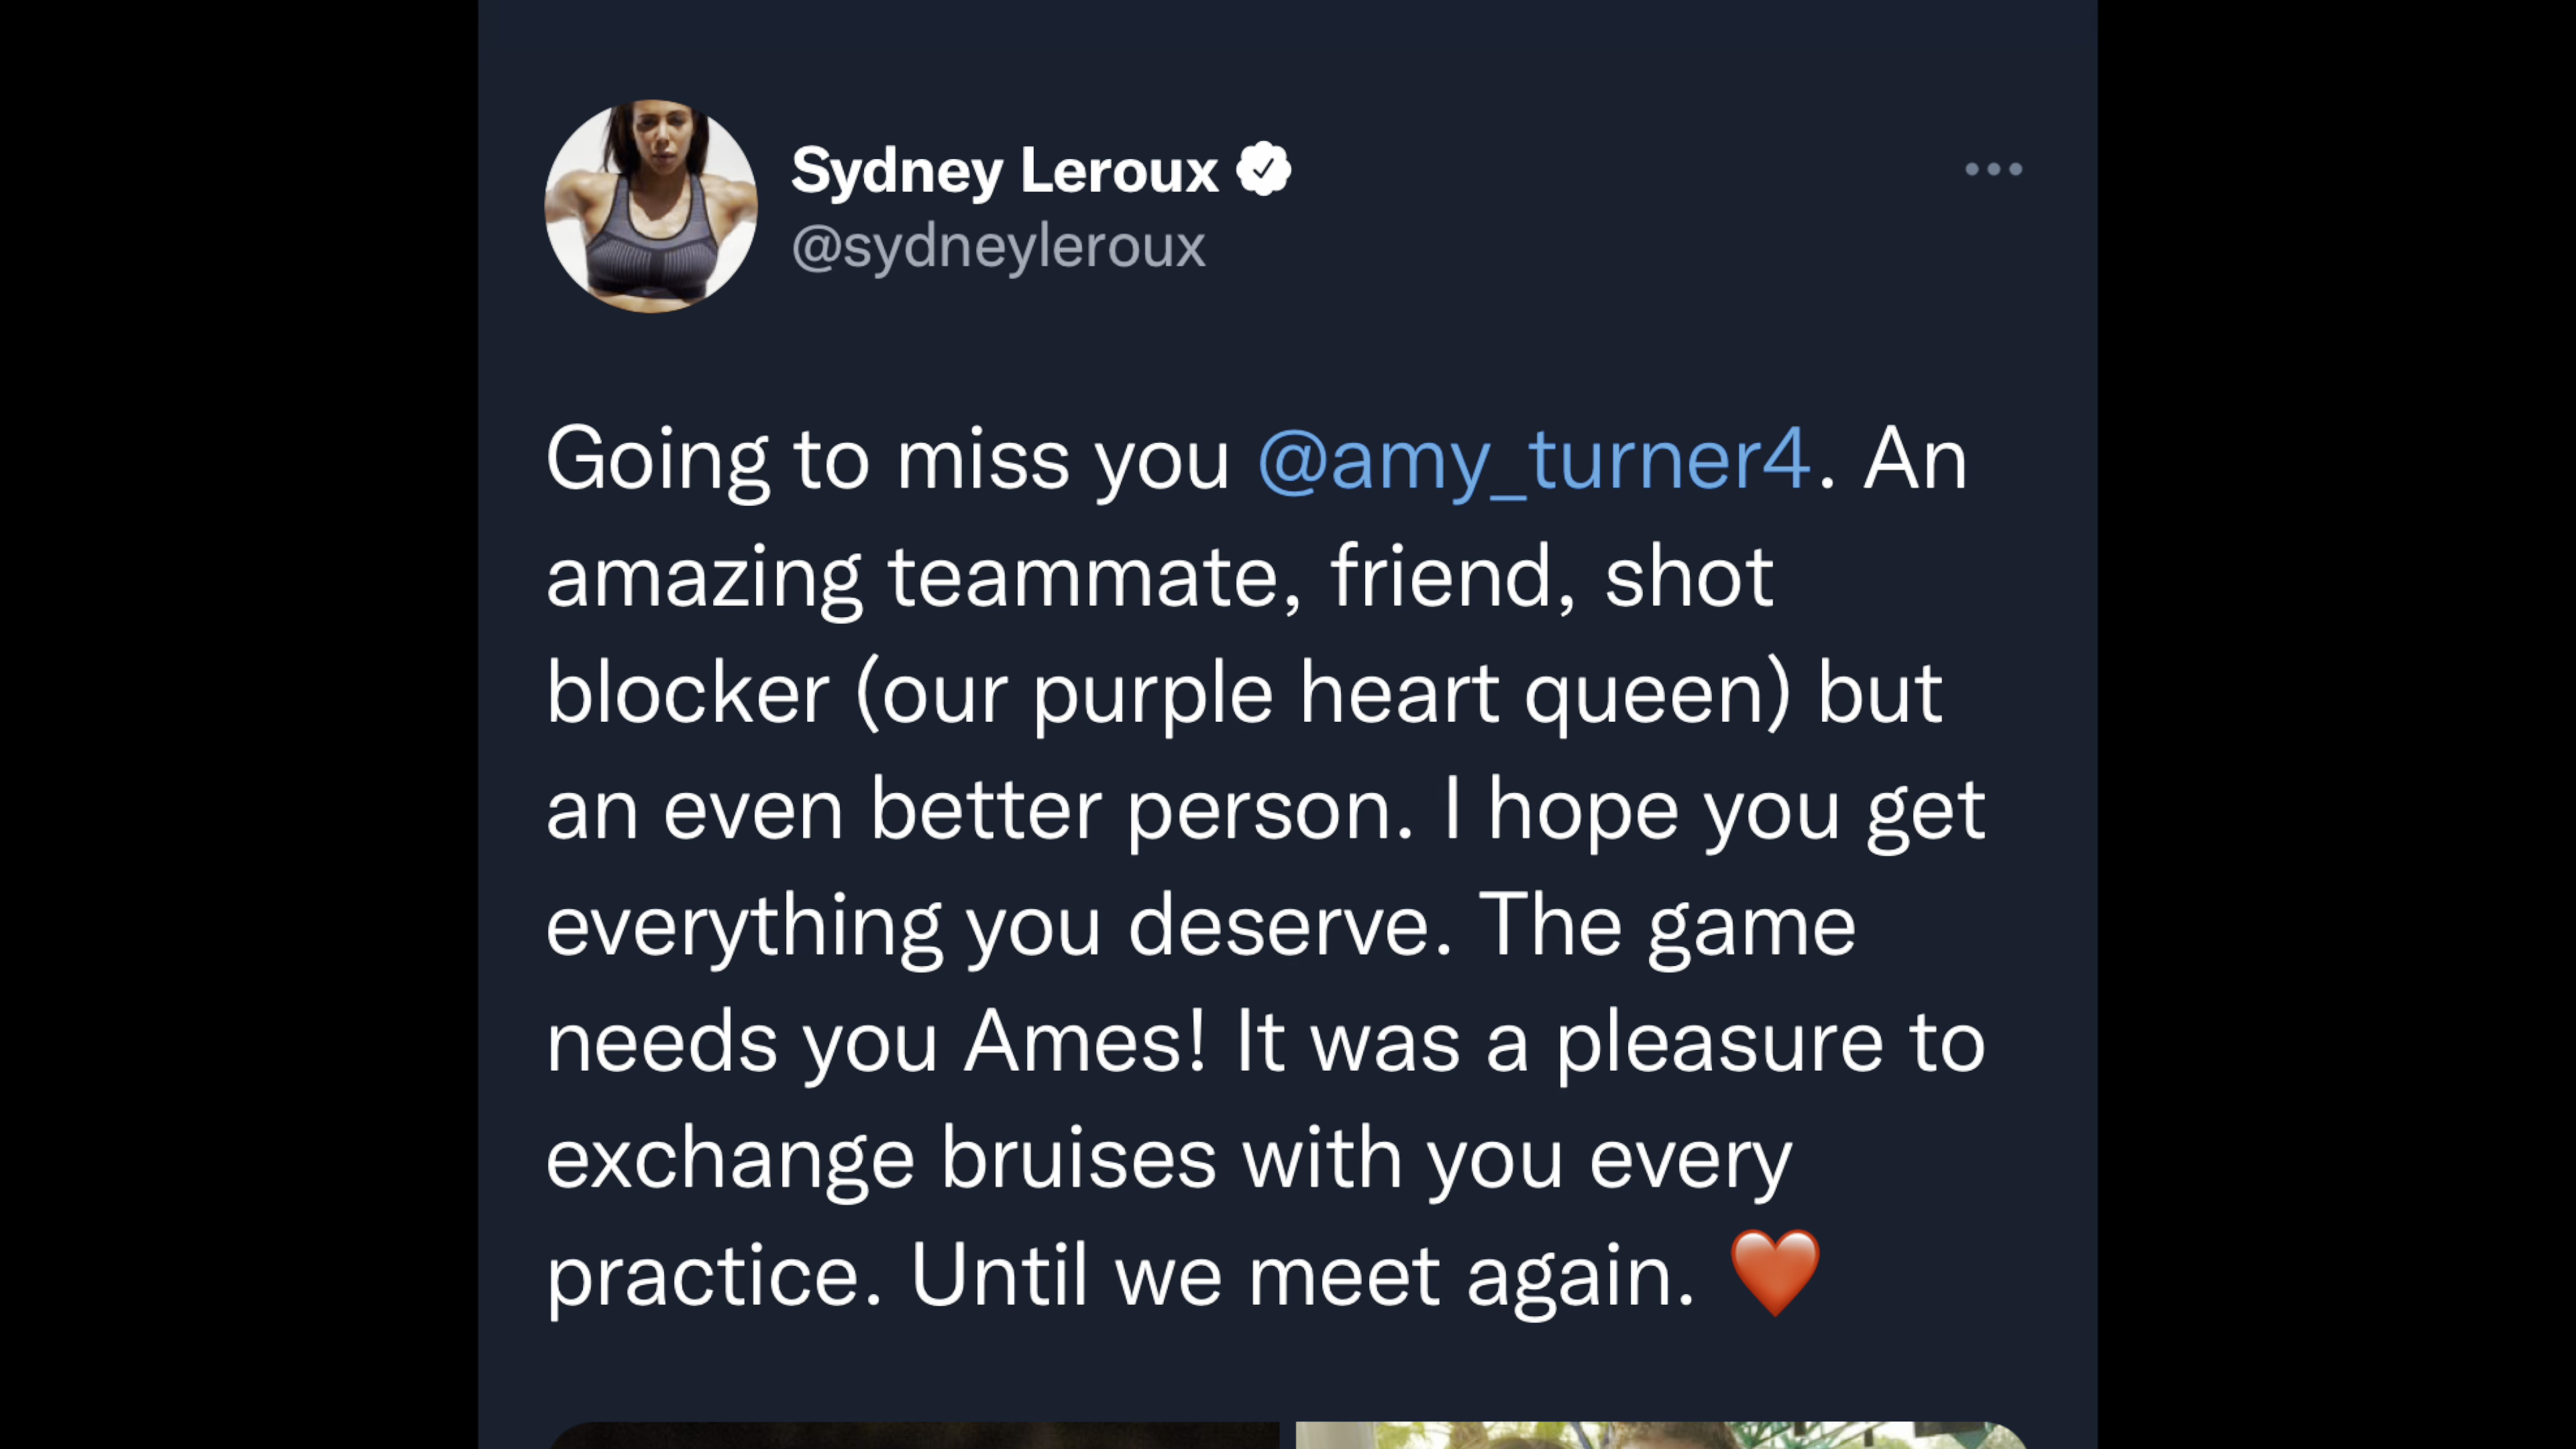 Sydney Leroux
@sydneyleroux
Going to miss you @amy_turner4. An
amazing teammate, friend, shot
blocker (our purple heart queen) but
an even better person. I hope you get
everything you deserve. The game
needs you Ames! It was a pleasure to
exchange bruises with you every
practice. Until we meet again. ❤️